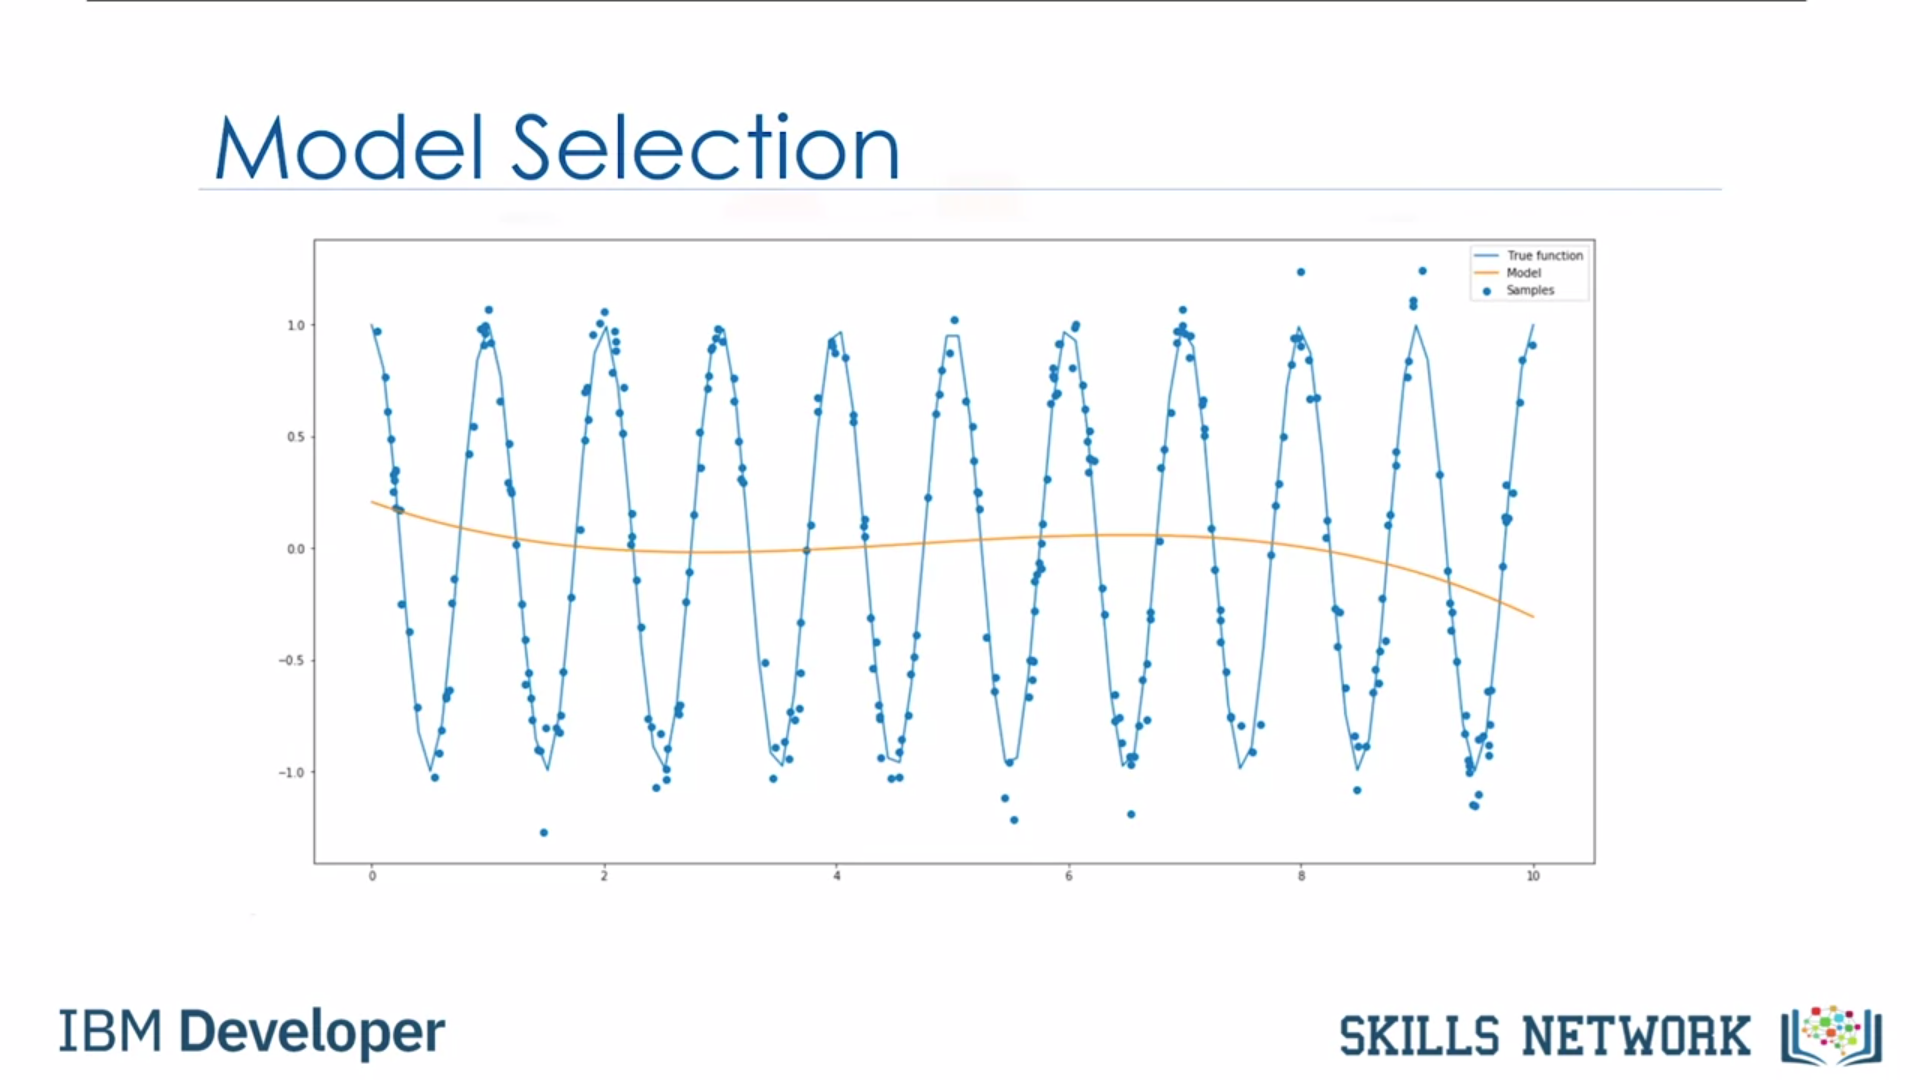 Model Selection
True function
Model
Samples
1.0
0.5
0.0
−0.5
−1.0
0 2 4 6 8 10
IBM Developer
SKILLS NETWORK